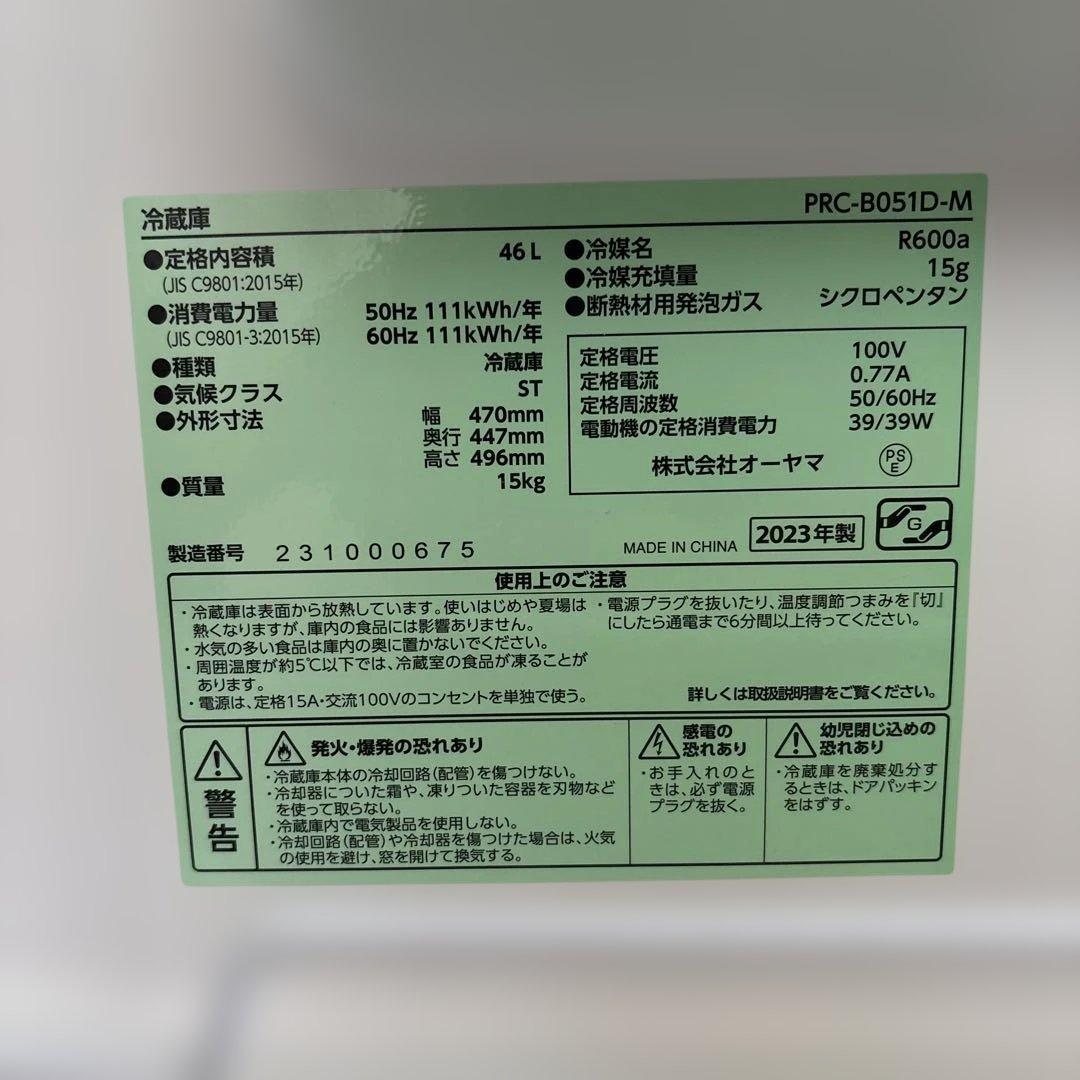 冷蔵庫 PRC-B051D-M
●定格内容積 46 L
(JIS C9801:2015年)
●消費電力量 50Hz 111kWh/年
(JIS C9801-3:2015年) 60Hz 111kWh/年
●種類 冷蔵庫
●気候クラス ST
●外形寸法 幅 470mm
奥行 447mm
高さ 496mm
●質量 15kg
●冷媒名 R600a
●冷媒充填量 15g
●断熱材用発泡ガス シクロペンタン
定格電圧 100V
定格電流 0.77A
定格周波数 50/60Hz
電動機の定格消費電力 39/39W
株式会社オーヤマ PSE
製造番号 231000675
MADE IN CHINA 2023年製 G
使用上のご注意
・冷蔵庫は表面から放熱しています。使いはじめや夏場は
熱くなりますが、庫内の食品には影響ありません。
・水気の多い食品は庫内の奥に置かないでください。
・周囲温度が約5℃以下では、冷蔵室の食品が凍ることが
あります。
・電源は、定格15A・交流100Vのコンセントを単独で使う。
・電源プラグを抜いたり、温度調節つまみを『切』
にしたら通電まで6分間以上待ってください。
詳しくは取扱説明書をご覧ください。
警告
発火・爆発の恐れあり
・冷蔵庫本体の冷却回路(配管)を傷つけない。
・冷却器についた霜や、凍りついた容器を刃物など
を使って取らない。
・冷蔵庫内で電気製品を使用しない。
・冷却回路(配管)や冷却器を傷つけた場合は、火気
の使用を避け、窓を開けて換気する。
感電の
恐れあり
・お手入れのと
きは、必ず電源
プラグを抜く。
幼児閉じ込めの
恐れあり
・冷蔵庫を廃棄処分す
るときは、ドアパッキン
をはずす。